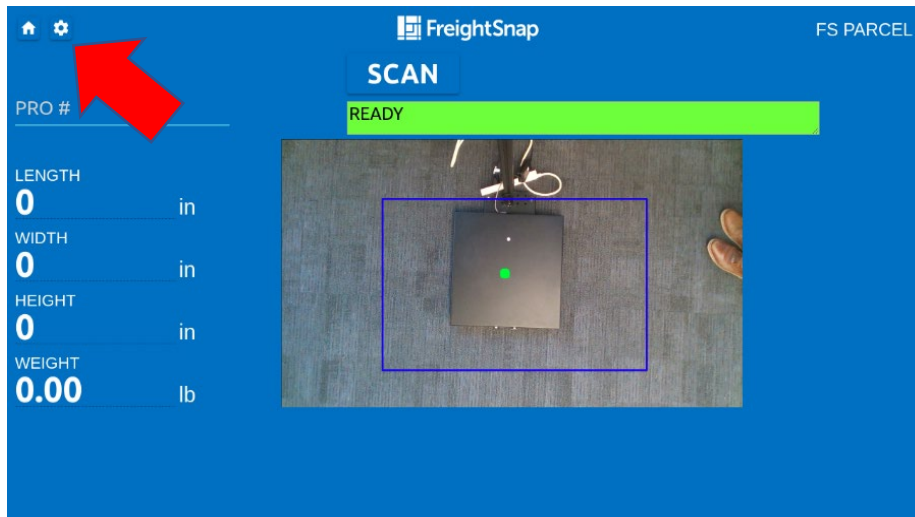 FreightSnap
FS PARCEL
SCAN
PRO #
READY
LENGTH
0 in
WIDTH
0 in
HEIGHT
0 in
WEIGHT
0.00 lb